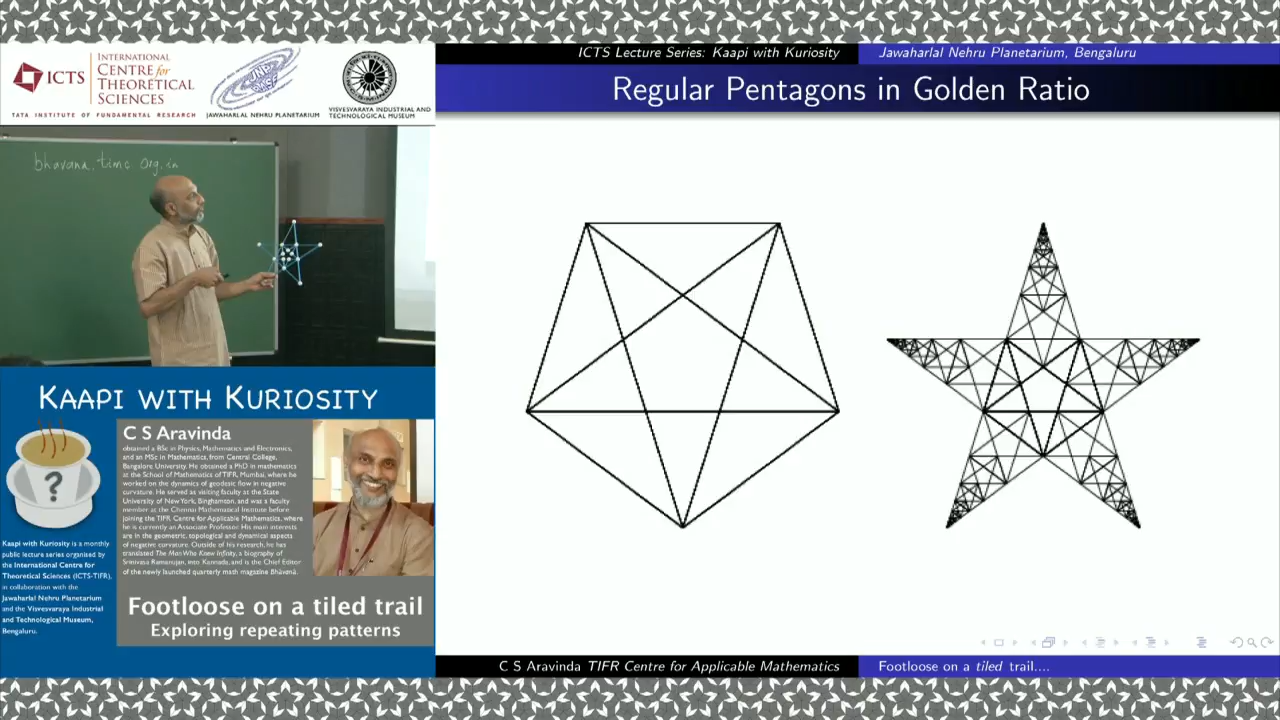 ICTS
INTERNATIONAL
CENTRE for
THEORETICAL
SCIENCES
TATA INSTITUTE OF FUNDAMENTAL RESEARCH
JAWAHARLAL NEHRU PLANETARIUM
VISVESVARAYA INDUSTRIAL AND
TECHNOLOGICAL MUSEUM
bhavana.timc.org.in
KAAPI WITH KURIOSITY
?
Kaapi with Kuriosity is a monthly
public lecture series organised by
the International Centre for
Theoretical Sciences (ICTS-TIFR),
in collaboration with the
Jawaharlal Nehru Planetarium
and the Visvesvaraya Industrial
and Technological Museum,
Bengaluru.
C S Aravinda
obtained a BSc in Physics, Mathematics and Electronics,
and an MSc in Mathematics, from Central College,
Bangalore University. He obtained a PhD in mathematics
at the School of Mathematics of TIFR, Mumbai, where he
worked on the dynamics of geodesic flow in negative
curvature. He served as visiting faculty at the State
University of New York, Binghamton, and was a faculty
member at the Chennai Mathematical Institute before
joining the TIFR Centre for Applicable Mathematics, where
he is currently an Associate Professor. His main interests
are in the geometric, topological and dynamical aspects
of negative curvature. Outside of his research, he has
translated The Man Who Knew Infinity, a biography of
Srinivasa Ramanujan, into Kannada, and is the Chief Editor
of the newly launched quarterly math magazine Bhāvanā.
Footloose on a tiled trail
Exploring repeating patterns
ICTS Lecture Series: Kaapi with Kuriosity
Jawaharlal Nehru Planetarium, Bengaluru
Regular Pentagons in Golden Ratio
C S Aravinda TIFR Centre for Applicable Mathematics
Footloose on a tiled trail....